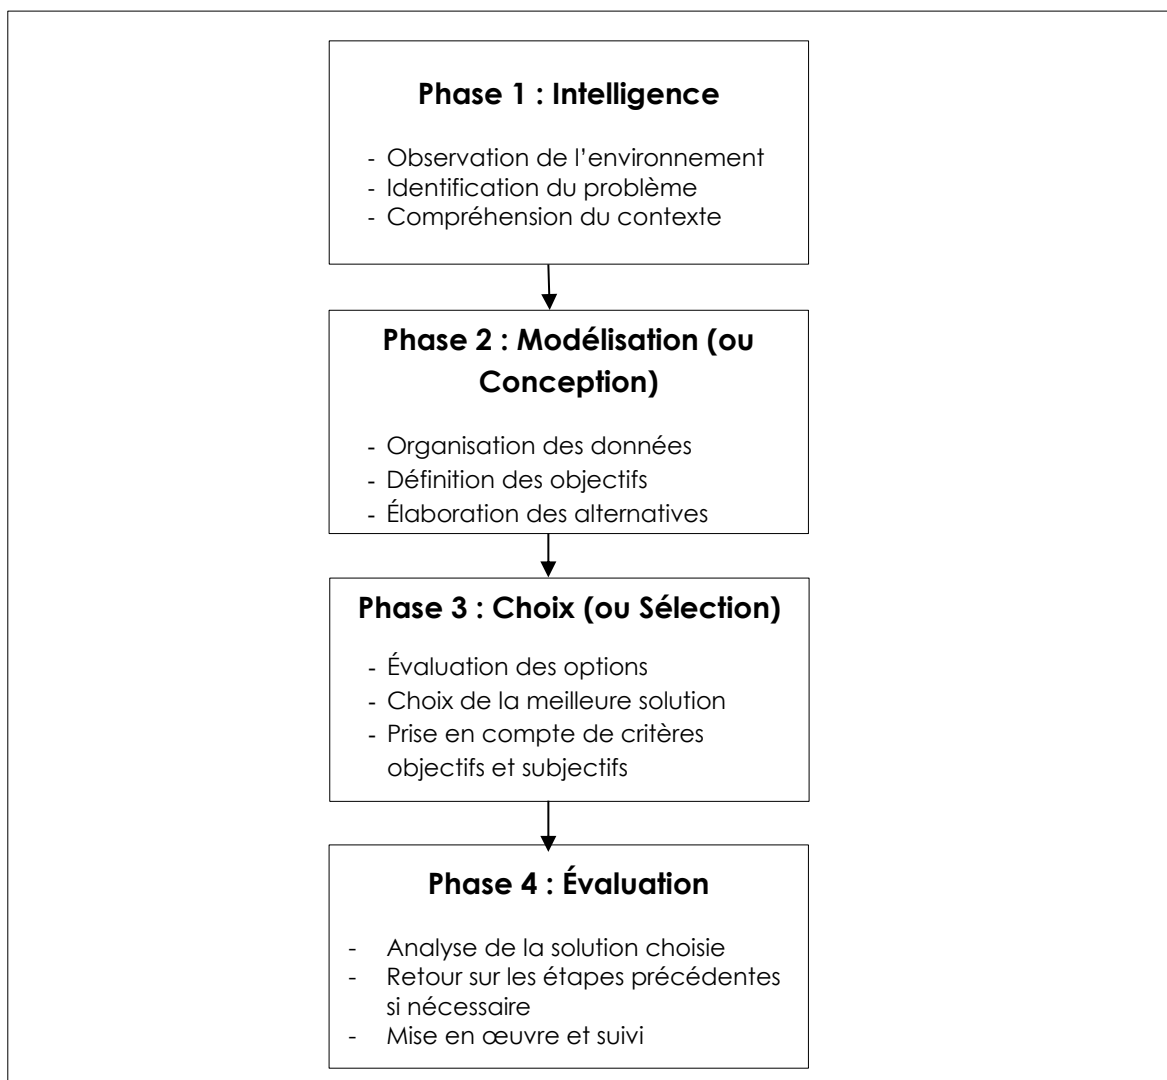 Phase 1 : Intelligence
- Observation de l’environnement
- Identification du problème
- Compréhension du contexte
Phase 2 : Modélisation (ou
Conception)
- Organisation des données
- Définition des objectifs
- Élaboration des alternatives
Phase 3 : Choix (ou Sélection)
- Évaluation des options
- Choix de la meilleure solution
- Prise en compte de critères
objectifs et subjectifs
Phase 4 : Évaluation
- Analyse de la solution choisie
- Retour sur les étapes précédentes
si nécessaire
- Mise en œuvre et suivi